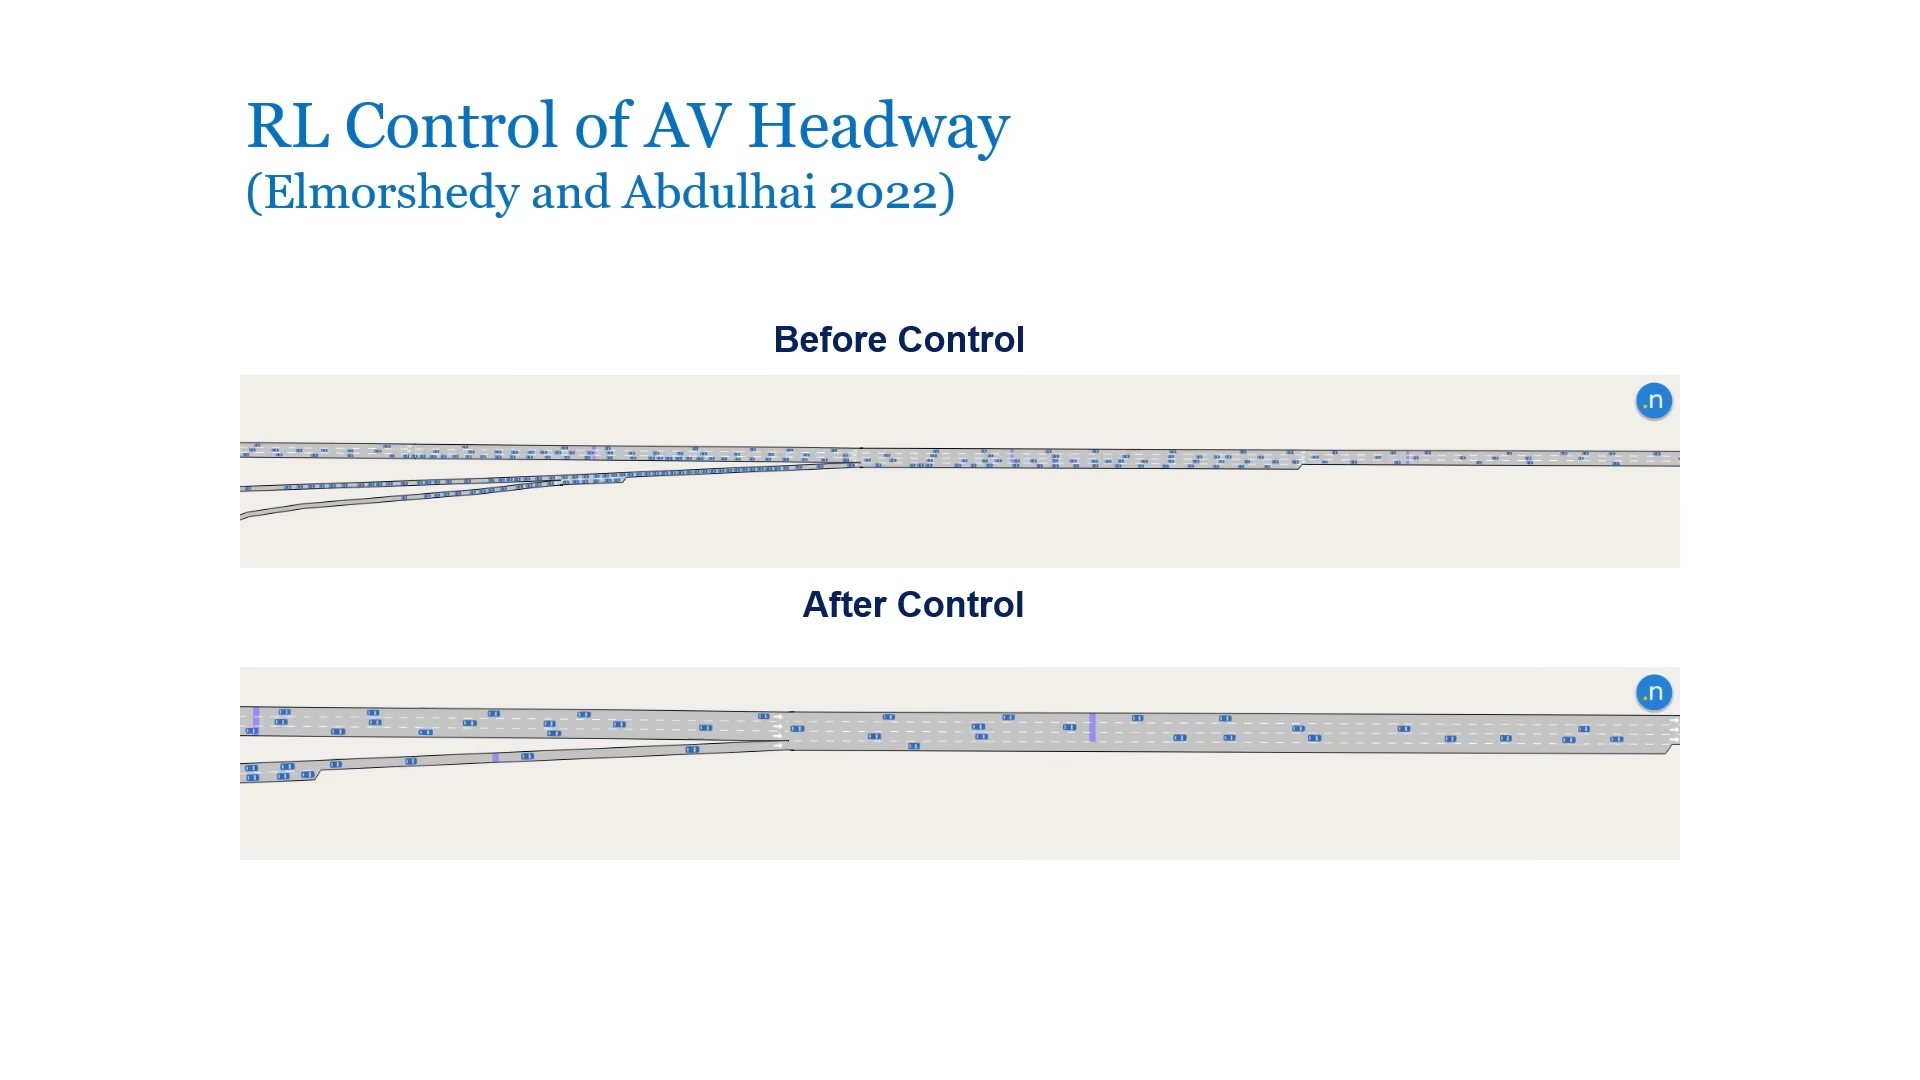 RL Control of AV Headway
(Elmorshedy and Abdulhai 2022)
Before Control
.n
After Control
.n